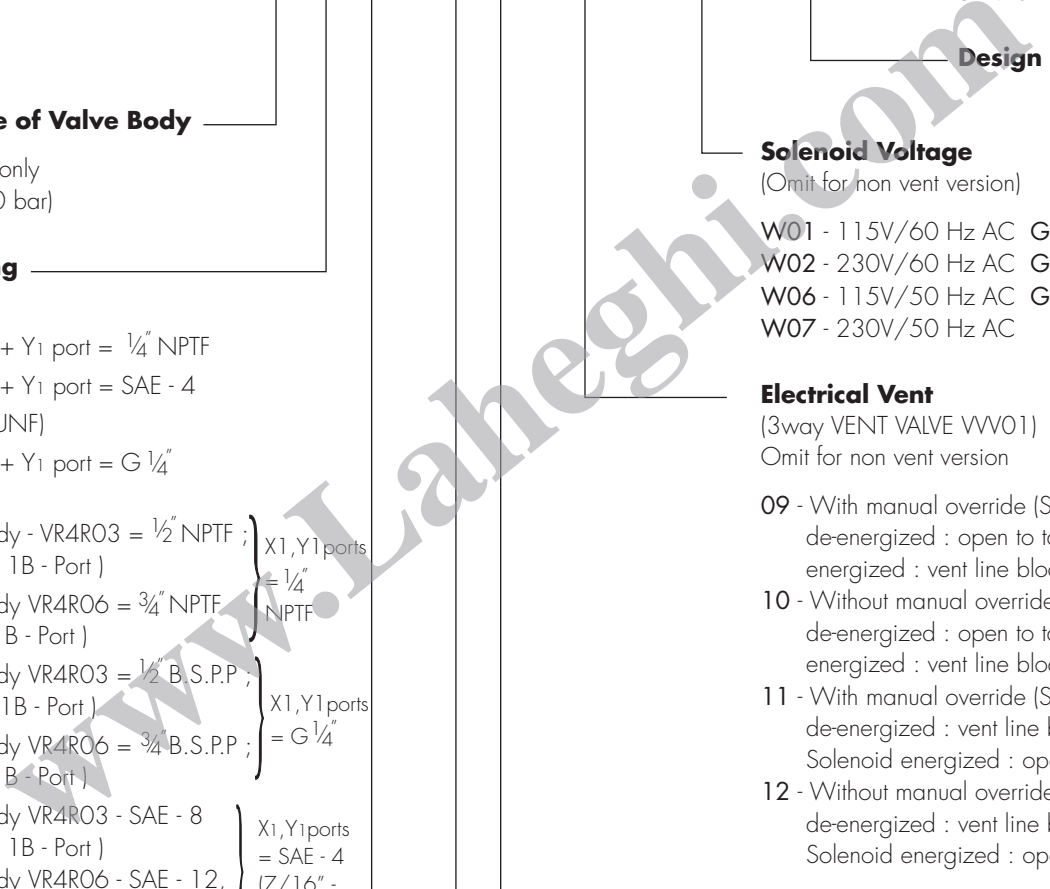 e of Valve Body
only
0 bar)
g
+ Y1 port = 1/4" NPTF
+ Y1 port = SAE - 4
UNF)
+ Y1 port = G 1/4"
dy - VR4R03 = 1/2" NPTF ;
1B - Port )
dy VR4R06 = 3/4" NPTF
B - Port )
X1,Y1ports
= 1/4"
NPTF
dy VR4R03 = 1/2" B.S.P.P ;
1B - Port )
dy VR4R06 = 3/4" B.S.P.P ;
B - Port )
X1,Y1ports
= G 1/4"
dy VR4R03 - SAE - 8
1B - Port )
dy VR4R06 - SAE - 12,
X1,Y1ports
= SAE - 4
(7/16" -
Design
Solenoid Voltage
(Omit for non vent version)
W01 - 115V/60 Hz AC G
W02 - 230V/60 Hz AC G
W06 - 115V/50 Hz AC G
W07 - 230V/50 Hz AC
Electrical Vent
(3way VENT VALVE VVV01)
Omit for non vent version
09 - With manual override (S
de-energized : open to t
energized : vent line bloc
10 - Without manual override
de-energized : open to t
energized : vent line bloc
11 - With manual override (S
de-energized : vent line b
Solenoid energized : op
12 - Without manual override
de-energized : vent line b
Solenoid energized : op
www.Laheghi.com